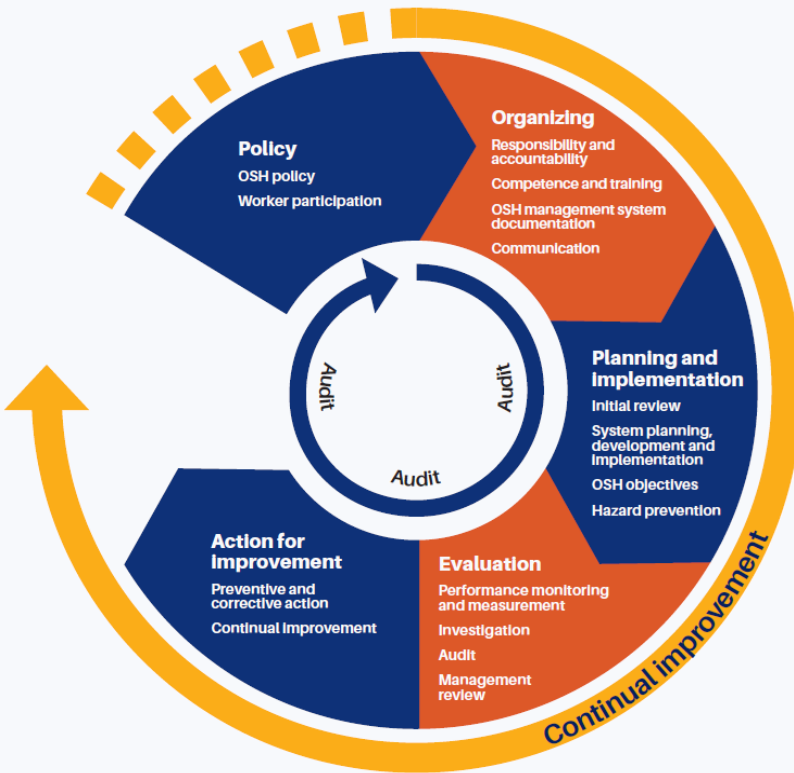 Policy
OSH policy
Worker participation
Organizing
Responsibility and
accountability
Competence and training
OSH management system
documentation
Communication
Planning and
implementation
Initial review
System planning,
development and
implementation
OSH objectives
Hazard prevention
Evaluation
Performance monitoring
and measurement
Investigation
Audit
Management
review
Action for
improvement
Preventive and
corrective action
Continual improvement
Audit
Audit
Audit
Continual improvement